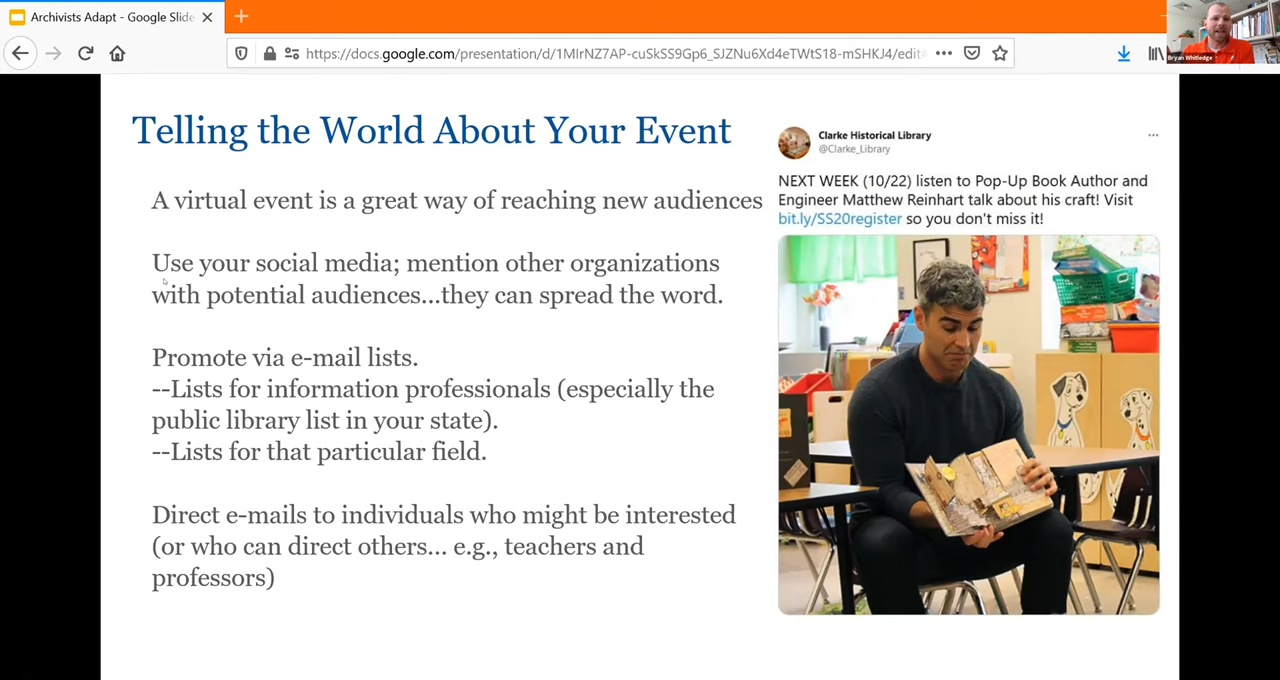 Archivists Adapt - Google Slide
https://docs.google.com/presentation/d/1MIrNZ7AP-cuSkSS9Gp6_SJZNu6Xd4eTWtS18-mSHKJ4/edit
Bryan Whitledge
Telling the World About Your Event
A virtual event is a great way of reaching new audiences
Use your social media; mention other organizations
with potential audiences...they can spread the word.
Promote via e-mail lists.
--Lists for information professionals (especially the
public library list in your state).
--Lists for that particular field.
Direct e-mails to individuals who might be interested
(or who can direct others... e.g., teachers and
professors)
Clarke Historical Library
@Clarke_Library
NEXT WEEK (10/22) listen to Pop-Up Book Author and
Engineer Matthew Reinhart talk about his craft! Visit
bit.ly/SS20register so you don't miss it!